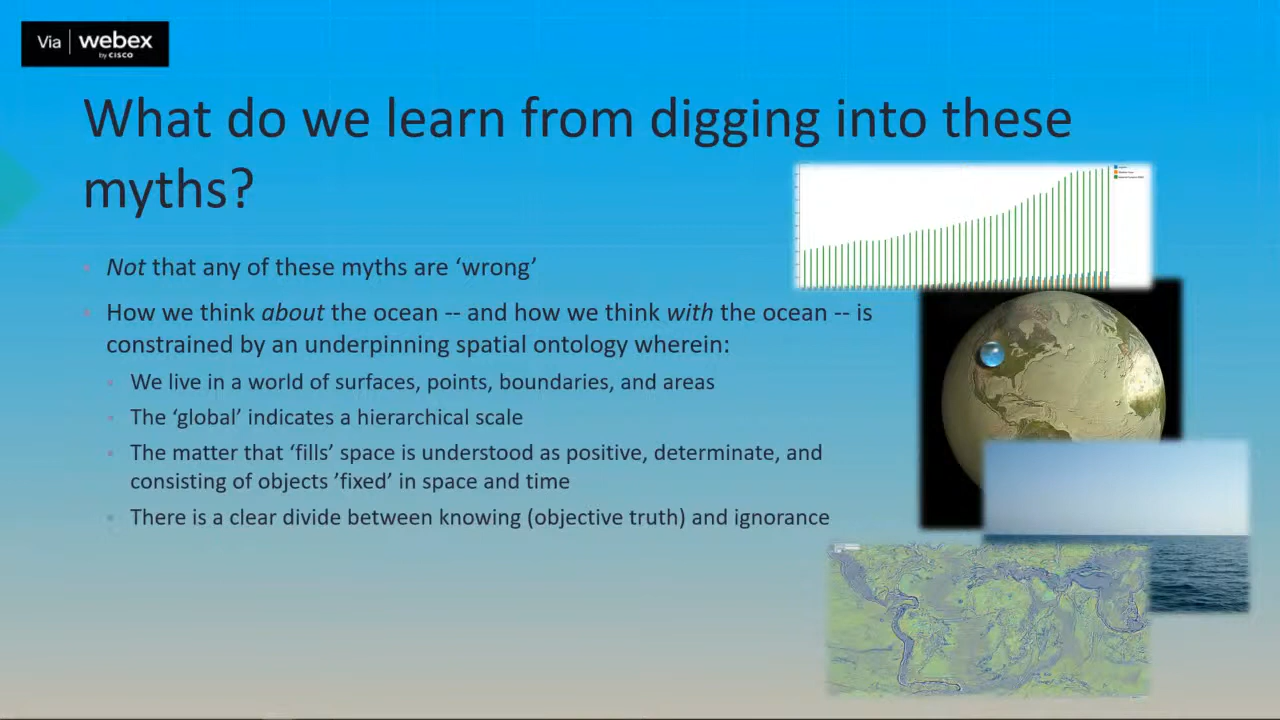 Via | webex
by CISCO
What do we learn from digging into these
myths?
Not that any of these myths are ‘wrong’
How we think about the ocean -- and how we think with the ocean -- is
constrained by an underpinning spatial ontology wherein:
We live in a world of surfaces, points, boundaries, and areas
The ‘global’ indicates a hierarchical scale
The matter that ‘fills’ space is understood as positive, determinate, and
consisting of objects ’fixed’ in space and time
There is a clear divide between knowing (objective truth) and ignorance